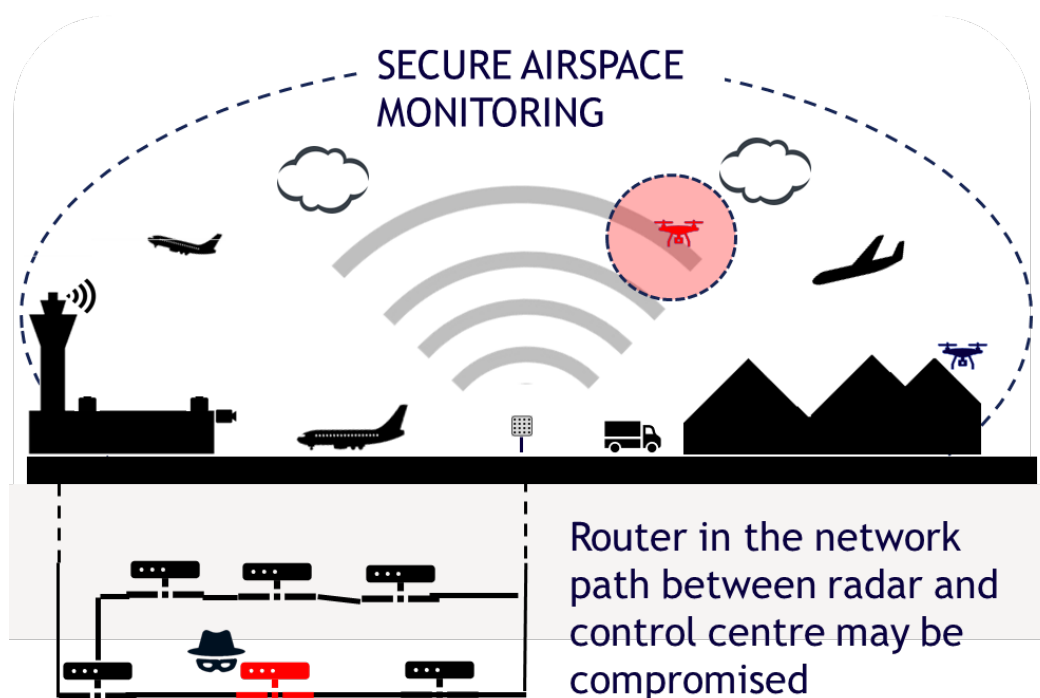 SECURE AIRSPACE
MONITORING
Router in the network
path between radar and
control centre may be
compromised